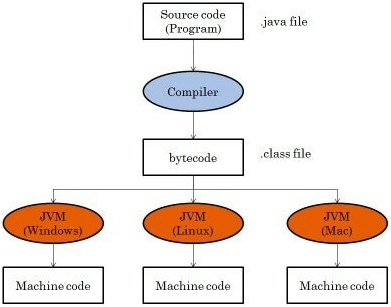 Source code
(Program)
.java file
Compiler
bytecode
.class file
JVM
(Windows)
JVM
(Linux)
JVM
(Mac)
Machine code
Machine code
Machine code